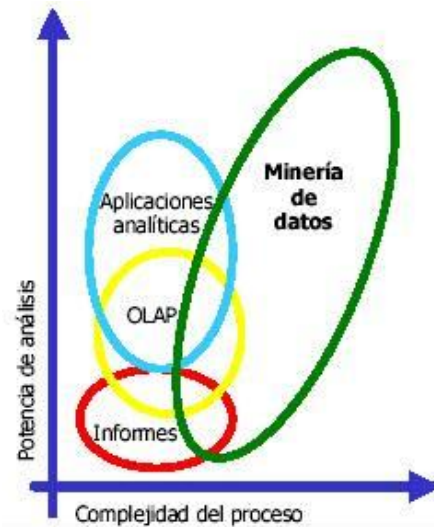 Aplicaciones
analíticas
Minería
de
datos
OLAP
Informes
Potencia de análisis
Complejidad del proceso